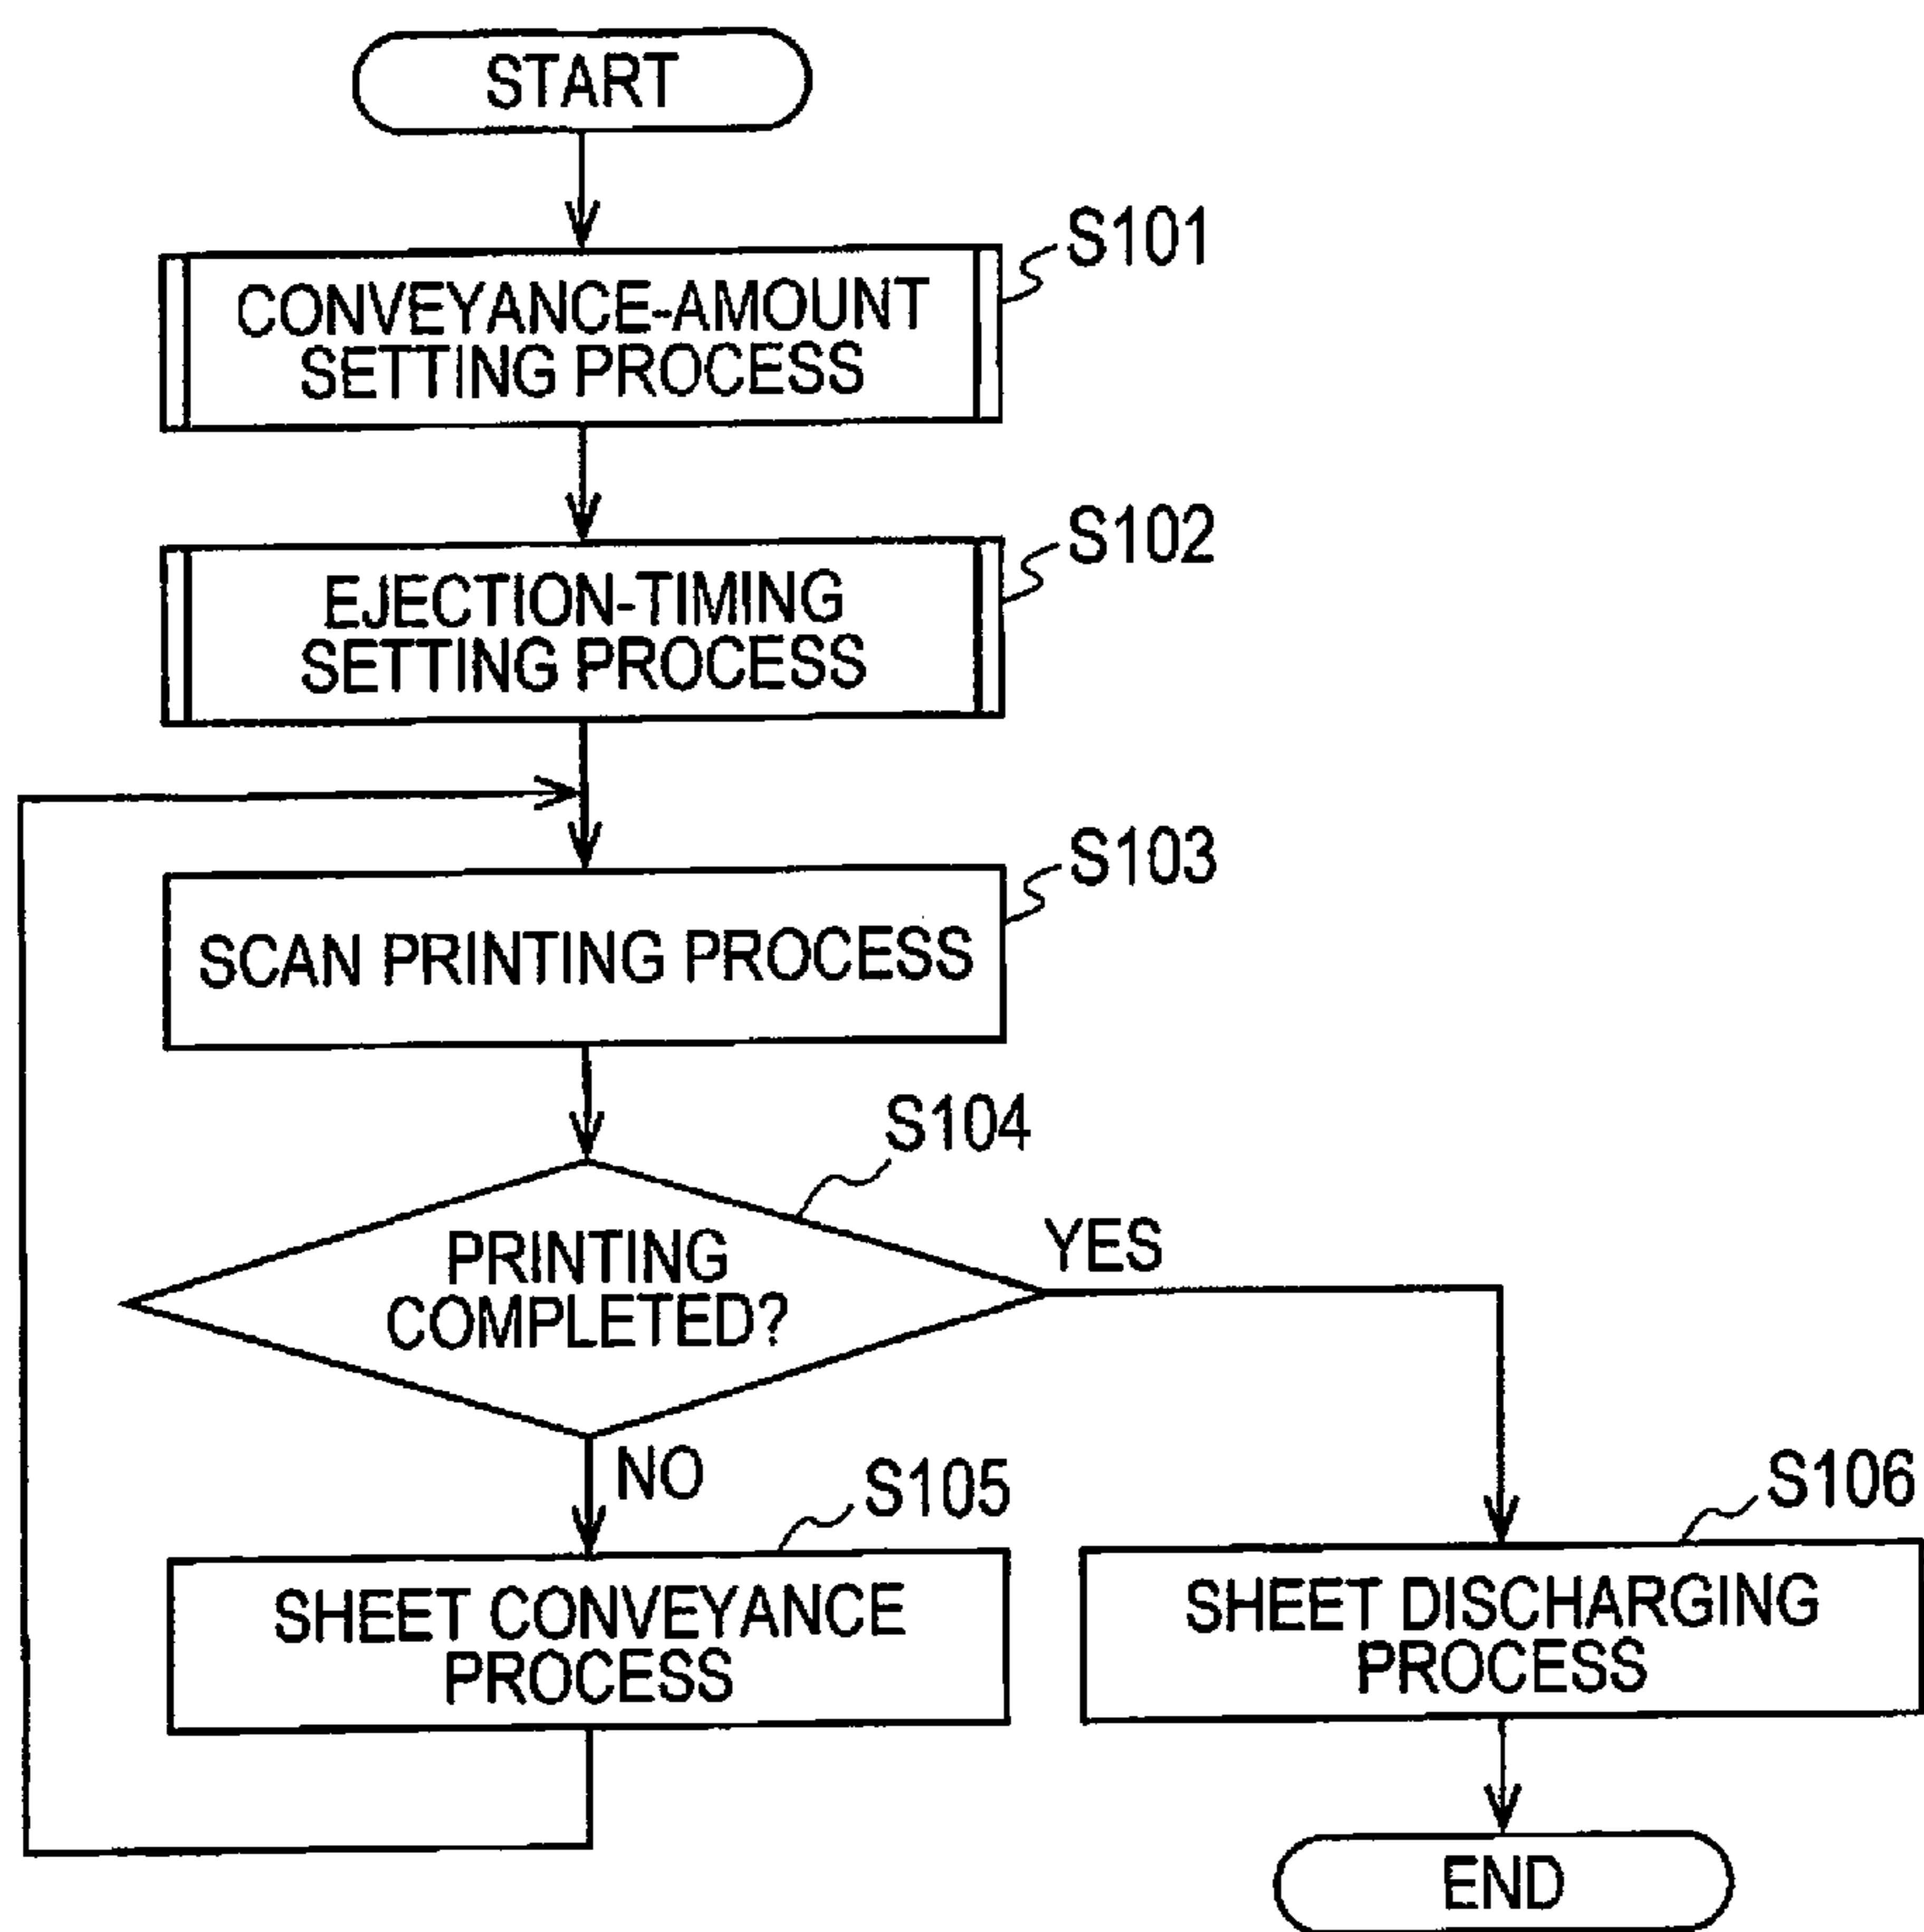 START
S101
CONVEYANCE-AMOUNT
SETTING PROCESS
S102
EJECTION-TIMING
SETTING PROCESS
S103
SCAN PRINTING PROCESS
S104
PRINTING
COMPLETED?
YES
NO
S105
SHEET CONVEYANCE
PROCESS
S106
SHEET DISCHARGING
PROCESS
END